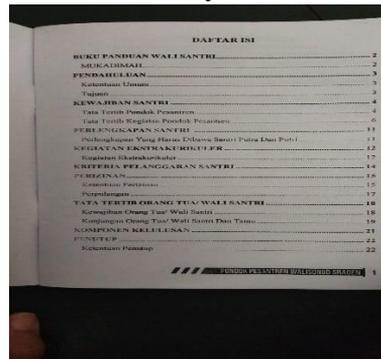 DAFTAR ISI
BUKU PANDUAN WALI SANTRI 2
MUKADIMAH 2
PENDAHULUAN 3
Ketentuan Umum 3
Tujuan 3
KEWAJIBAN SANTRI 4
Tata Tertib Pondok Pesantren 4
Tata Tertib Kegiatan Pondok Pesantren 6
PERLENGKAPAN SANTRI 11
Perlengkapan Yang Harus Dibawa Santri Putra Dan Putri 11
KEGIATAN EKSTRAKURIKULER 12
Kegiatan Ekstrakurikuler
KRITERIA PELANGGARAN SANTRI 14
PERIZINAN
Ketentuan Perizinan
Perpulangan 17
TATA TERTIB ORANG TUA/ WALI SANTRI 18
Kewajiban Orang Tua/ Wali Santri 18
Kunjungan Orang Tua/ Wali Santri Dan Tamu 19
KOMPONEN KELULUSAN 21
PENUTUP 22
Ketentuan Penutup 22
PONDOK PESANTREN WALISONGO SRAGEN 1